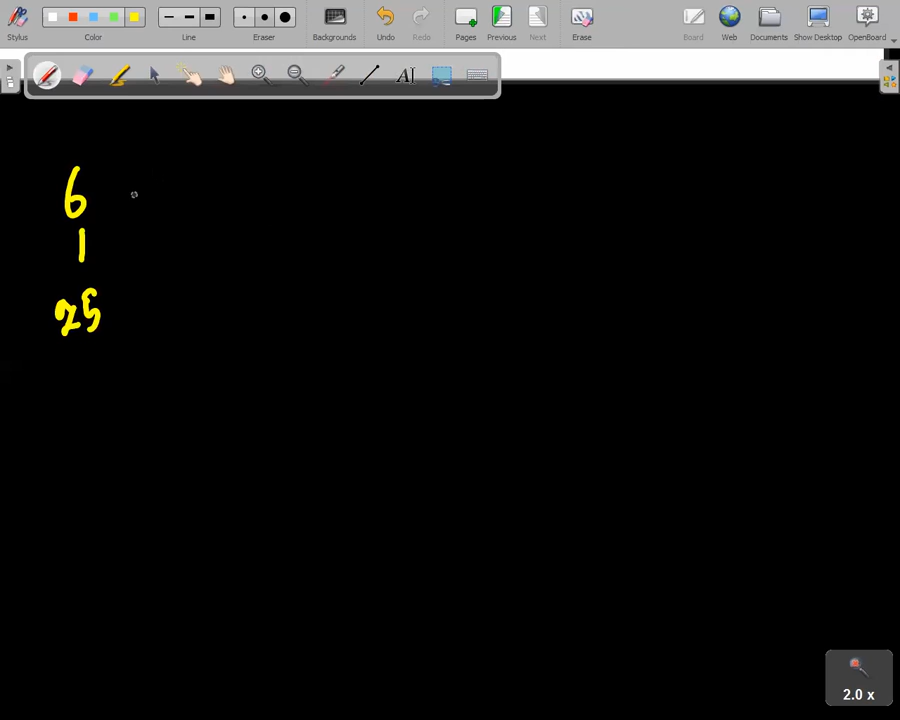 Stylus Color Line Eraser Backgrounds Undo Redo Pages Previous Next Erase Board Web Documents Show Desktop OpenBoard
6
1
25
2.0 x